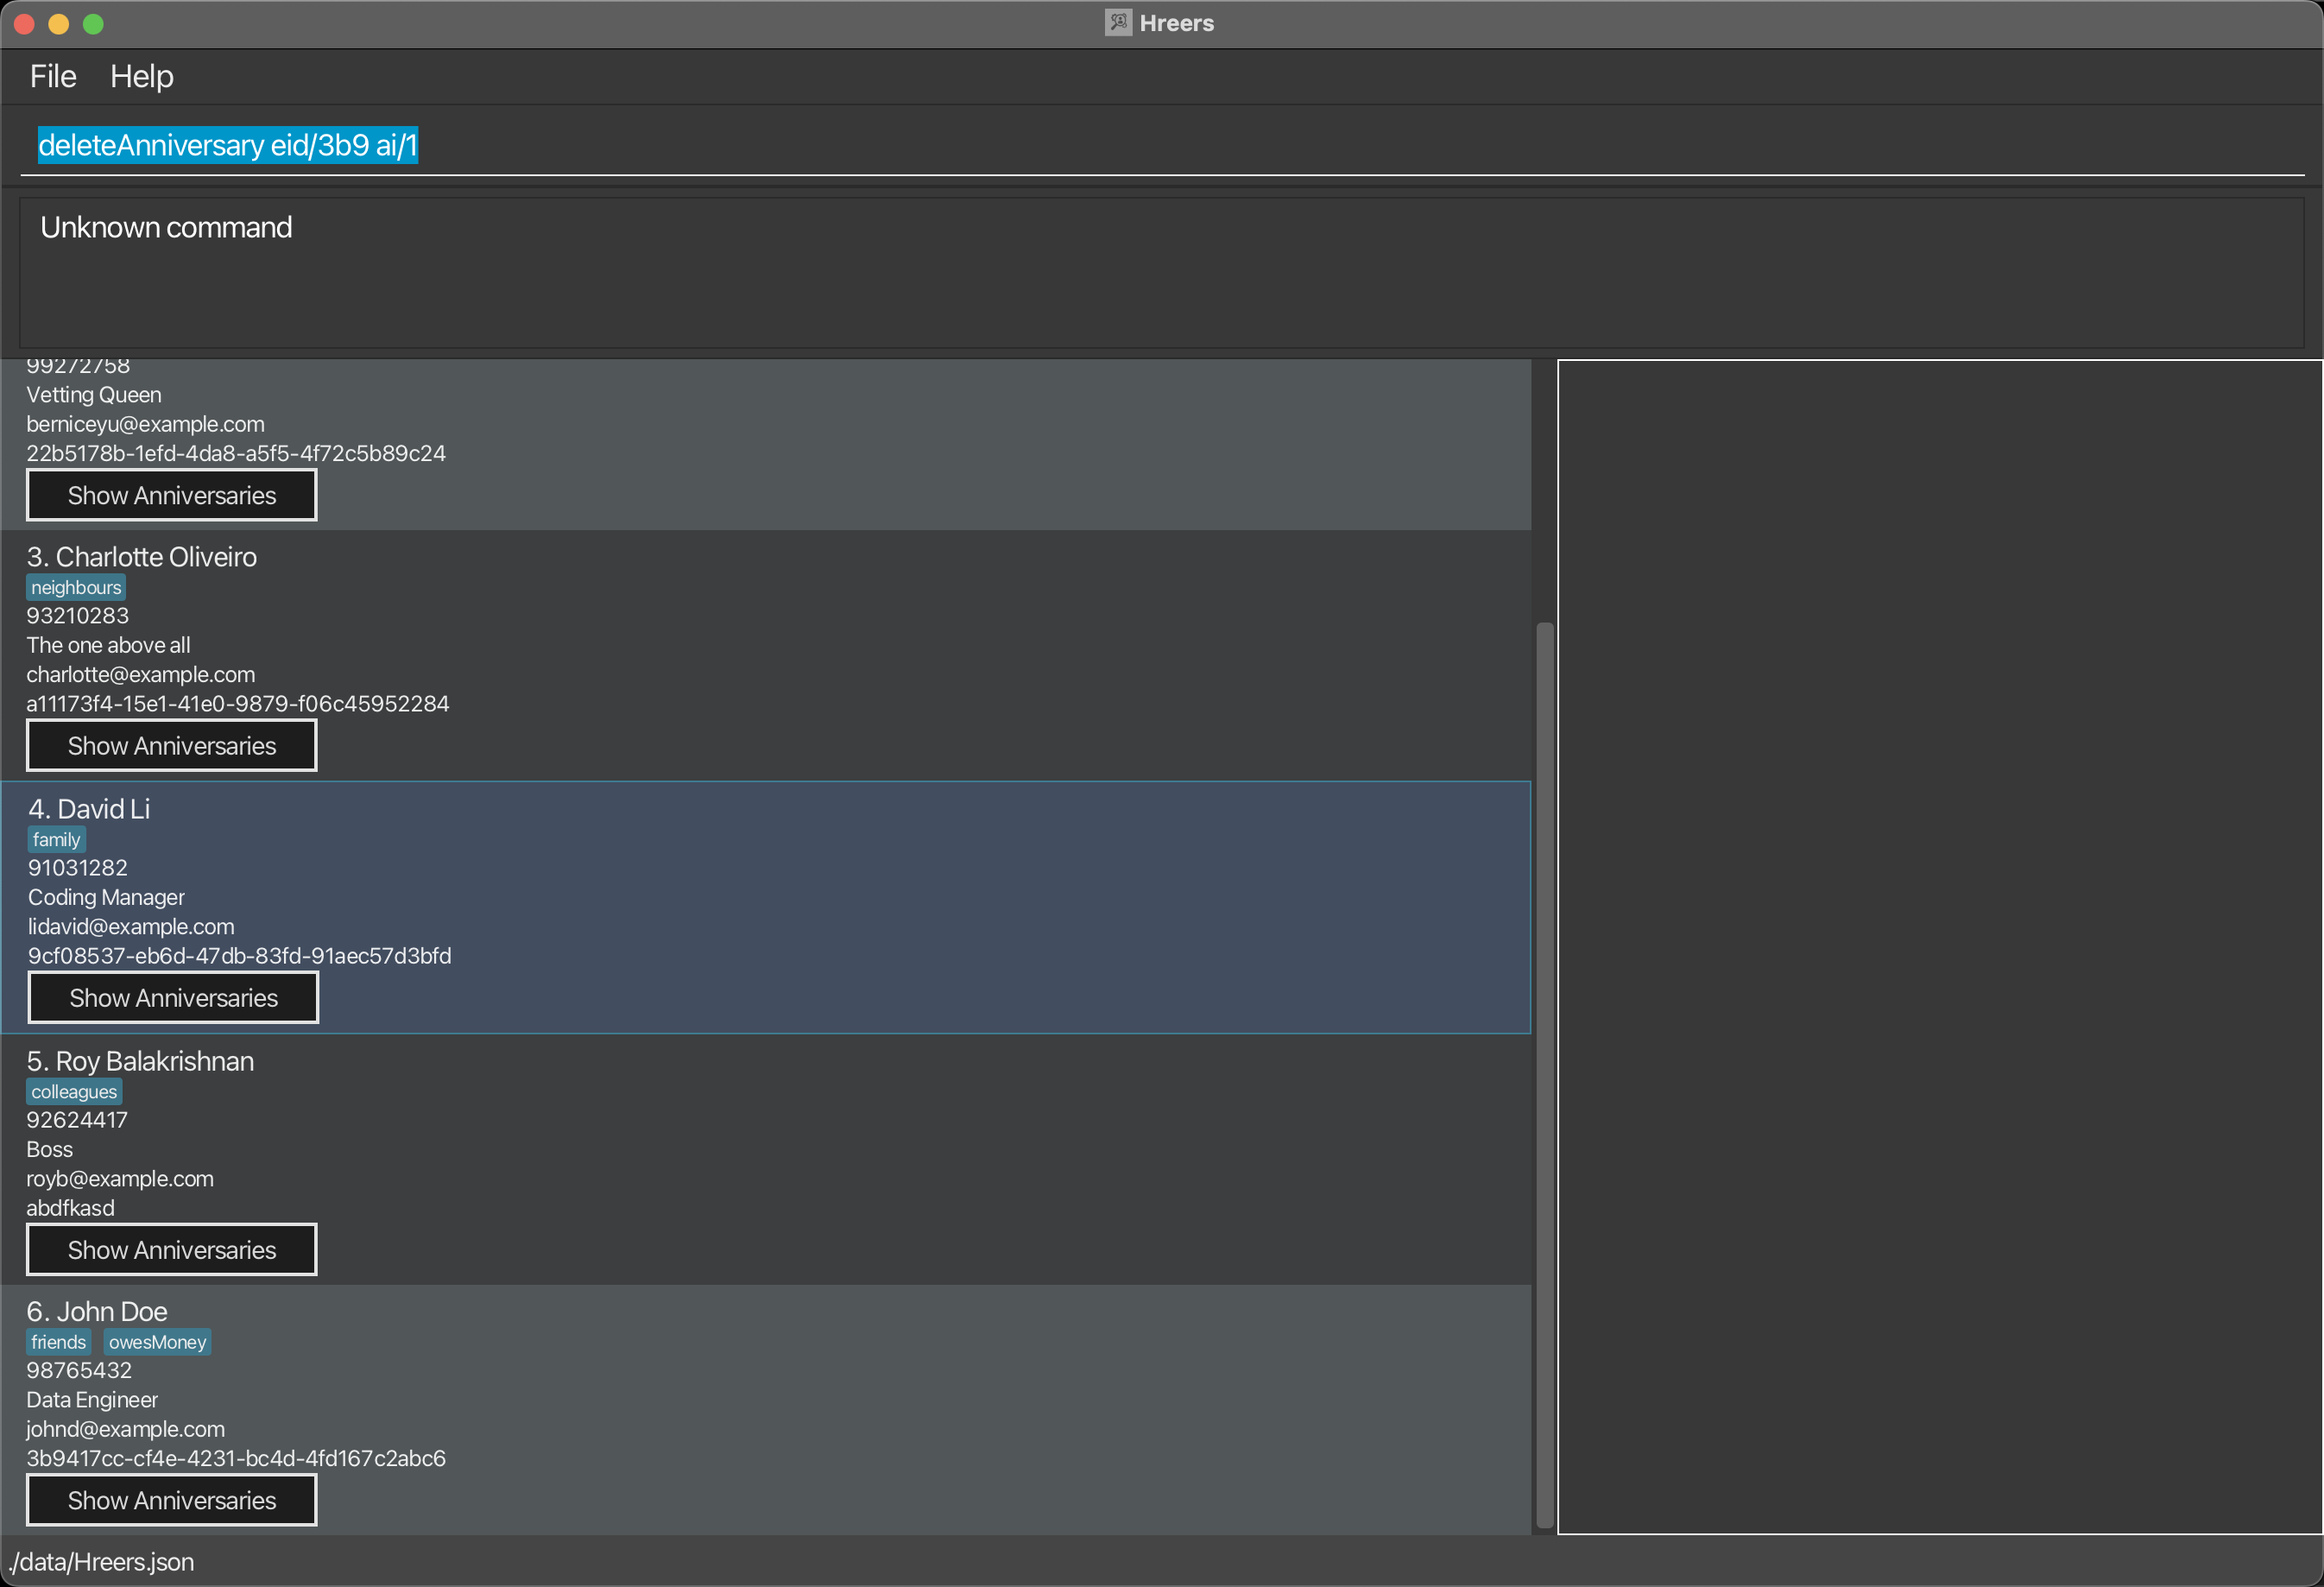 Hreers
File Help
deleteAnniversary eid/3b9 ai/1
Unknown command
99272758
Vetting Queen
berniceyu@example.com
22b5178b-1efd-4da8-a5f5-4f72c5b89c24
Show Anniversaries
3. Charlotte Oliveiro
neighbours
93210283
The one above all
charlotte@example.com
a11173f4-15e1-41e0-9879-f06c45952284
Show Anniversaries
4. David Li
family
91031282
Coding Manager
lidavid@example.com
9cf08537-eb6d-47db-83fd-91aec57d3bfd
Show Anniversaries
5. Roy Balakrishnan
colleagues
92624417
Boss
royb@example.com
abdfkasd
Show Anniversaries
6. John Doe
friends owesMoney
98765432
Data Engineer
johnd@example.com
3b9417cc-cf4e-4231-bc4d-4fd167c2abc6
Show Anniversaries
./data/Hreers.json